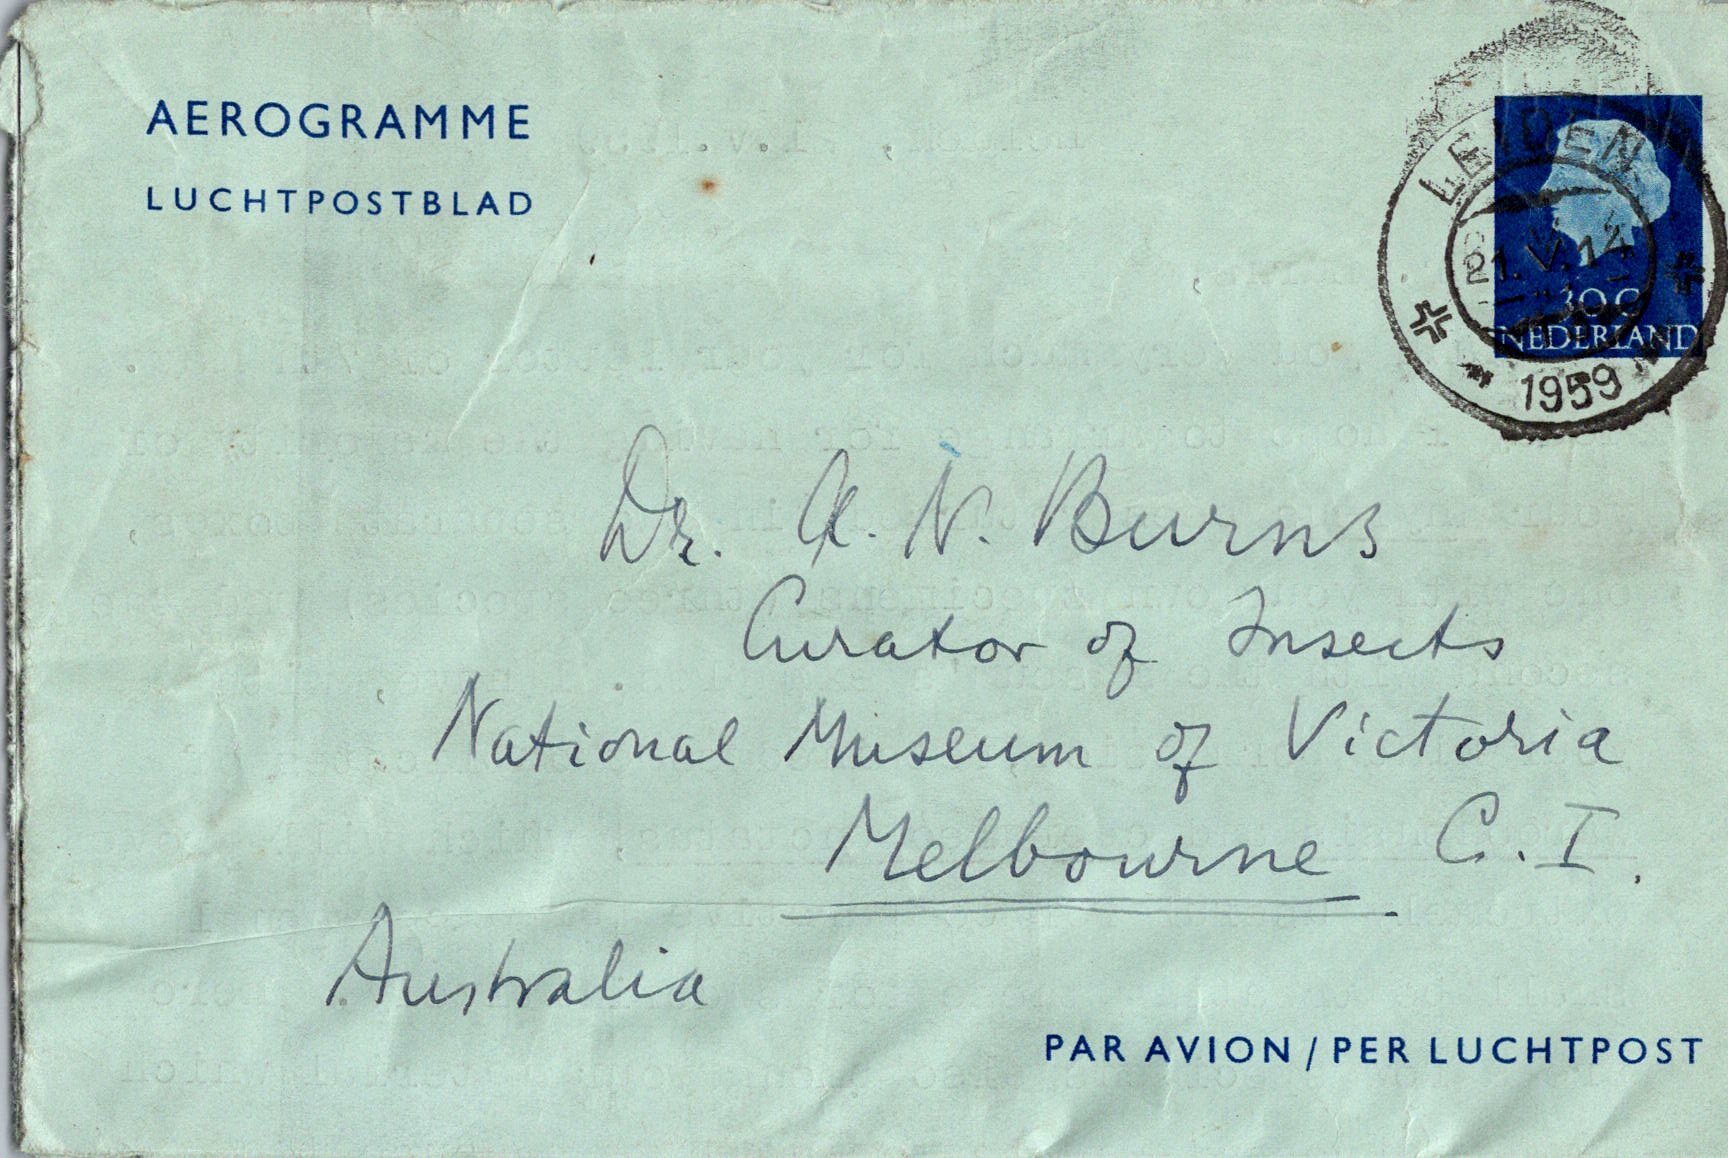 AEROGRAMME
LUCHTPOSTBLAD
LEIDEN
21.V.14
1959
30 C
NEDERLAND
Dr. A. N. Burns
Curator of Insects
National Museum of Victoria
Melbourne C.I.
Australia
PAR AVION / PER LUCHTPOST